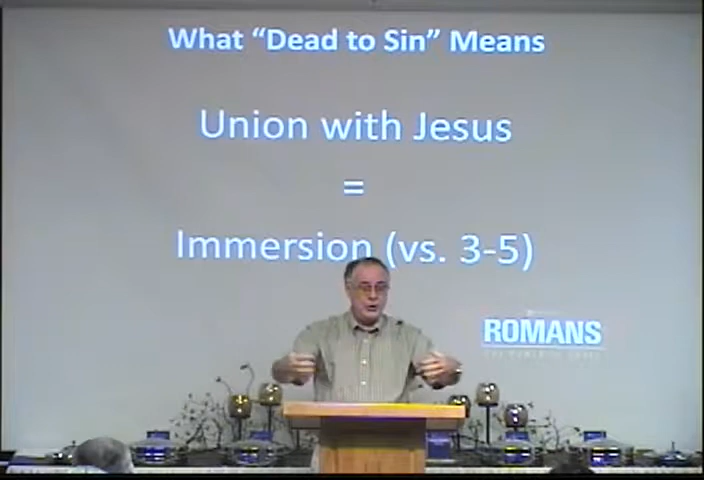 What “Dead to Sin” Means
Union with Jesus
=
Immersion (vs. 3-5)
ROMANS